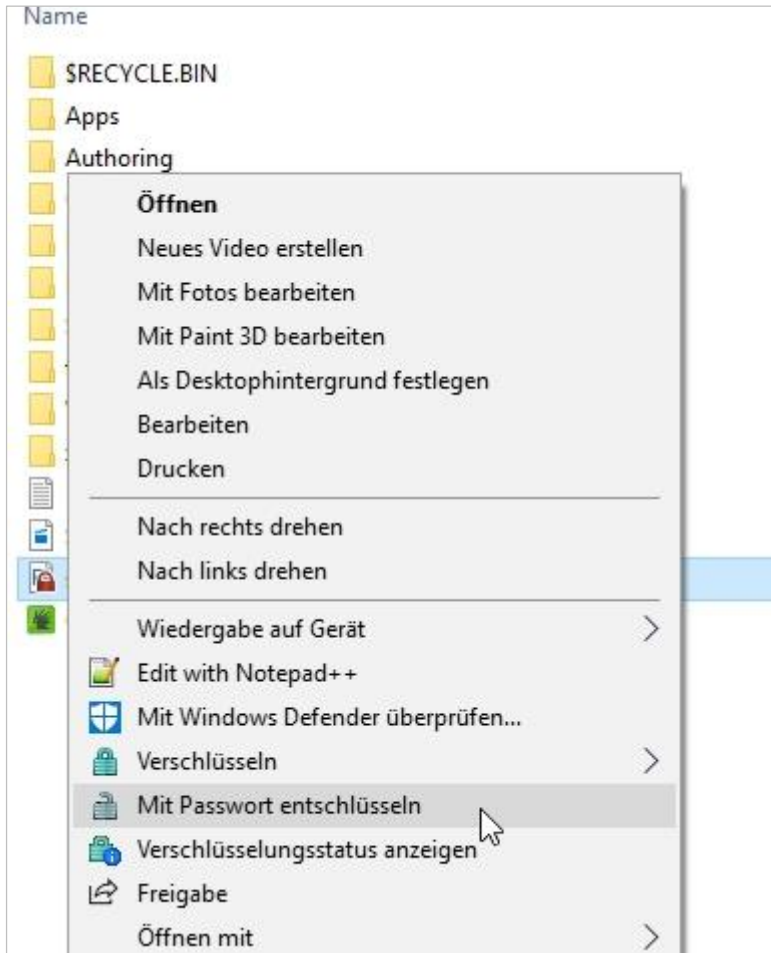 Name
$RECYCLE.BIN
Apps
Authoring
Öffnen
Neues Video erstellen
Mit Fotos bearbeiten
Mit Paint 3D bearbeiten
Als Desktophintergrund festlegen
Bearbeiten
Drucken
Nach rechts drehen
Nach links drehen
Wiedergabe auf Gerät
Edit with Notepad++
Mit Windows Defender überprüfen...
Verschlüsseln
Mit Passwort entschlüsseln
Verschlüsselungsstatus anzeigen
Freigabe
Öffnen mit